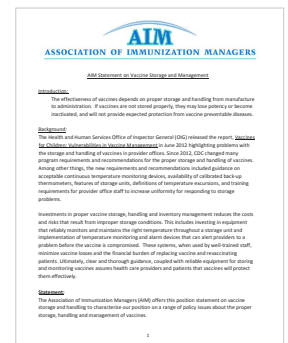 AIM
ASSOCIATION OF IMMUNIZATION MANAGERS
AIM Statement on Vaccine Storage and Management
Introduction:
The effectiveness of vaccines depends on proper storage and handling from manufacture
to administration. If vaccines are not stored properly, they may lose potency or become
inactivated, and will not provide expected protection from vaccine preventable diseases.
Background:
The Health and Human Services Office of Inspector General (OIG) released the report, Vaccines
for Children: Vulnerabilities in Vaccine Management in June 2012 highlighting problems with
the storage and handling of vaccines in provider offices. Since 2012, CDC changed many
program requirements and recommendations for the proper storage and handling of vaccines.
Among other things, the new requirements and recommendations included guidance on
acceptable continuous temperature monitoring devices, availability of calibrated back-up
thermometers, features of storage units, definitions of temperature excursions, and training
requirements for provider office staff to increase uniformity for responding to storage
problems.
Investments in proper vaccine storage, handling and inventory management reduces the costs
and risks that result from improper storage conditions. This includes investing in equipment
that reliably monitors and maintains the right temperature throughout a storage unit and
implementation of temperature monitoring and alarm devices that can alert providers to a
problem before the vaccine is compromised. These systems, when used by well-trained staff,
minimize vaccine losses and the financial burden of replacing vaccine and revaccinating
patients. Ultimately, clear and thorough guidance, coupled with reliable equipment for storing
and monitoring vaccines assures health care providers and patients that vaccines will protect
them effectively.
Statement:
The Association of Immunization Managers (AIM) offers this position statement on vaccine
storage and handling to characterize our position on a range of policy issues about the proper
storage, handling and management of vaccines.
1